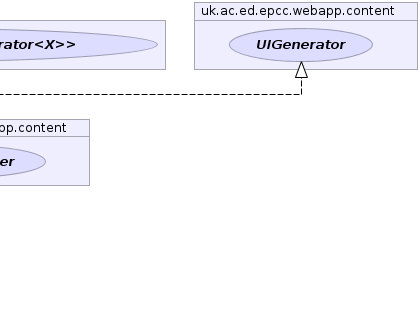 uk.ac.ed.epcc.webapp.content
rator<X>>
UIGenerator
pp.content
er